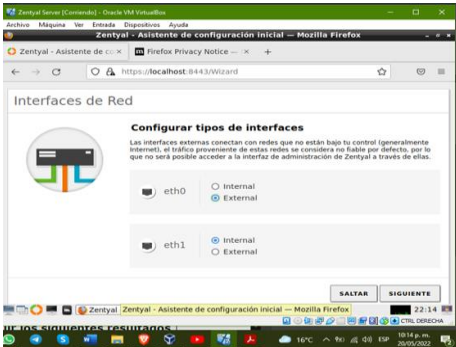 Zentyal Server [Corriendo] - Oracle VM VirtualBox
Archivo Máquina Ver Entrada Dispositivos Ayuda
Zentyal - Asistente de configuración inicial — Mozilla Firefox
Zentyal - Asistente de co × Firefox Privacy Notice — × +
https://localhost:8443/Wizard
Interfaces de Red
Configurar tipos de interfaces
Las interfaces externas conectan con redes que no están bajo tu control (generalmente
Internet), el tráfico proveniente de estas redes se considera no fiable por defecto, por lo
que no será posible acceder a la interfaz de administración de Zentyal a través de ellas.
eth0
Internal
External
eth1
Internal
External
SALTAR SIGUIENTE
Zentyal Zentyal - Asistente de configuración inicial — Mozilla Firefox 22:14
CTRL DERECHA
ur los siguientes resultados
16°C ESP 10:14 p. m.
20/05/2022